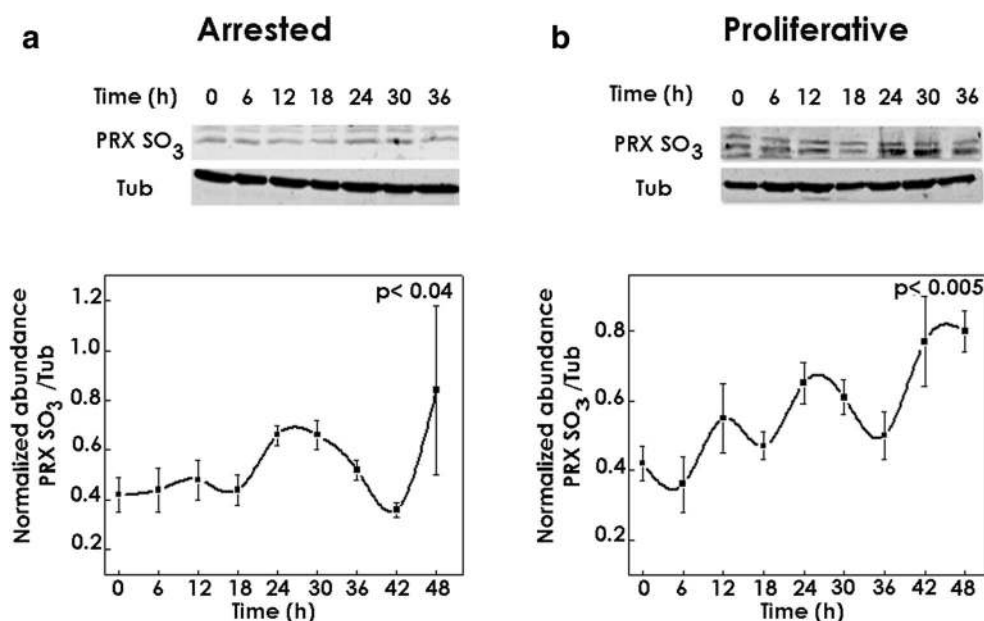 a Arrested
Time (h) 0 6 12 18 24 30 36
PRX SO3
Tub
Normalized abundance
PRX SO3 /Tub
p< 0.04
1.2
1.0
0.8
0.6
0.4
0.2
0 6 12 18 24 30 36 42 48
Time (h)
b Proliferative
Time (h) 0 6 12 18 24 30 36
PRX SO3
Tub
Normalized abundance
PRX SO3 /Tub
p< 0.005
0.8
0.6
0.4
0.2
0 6 12 18 24 30 36 42 48
Time (h)